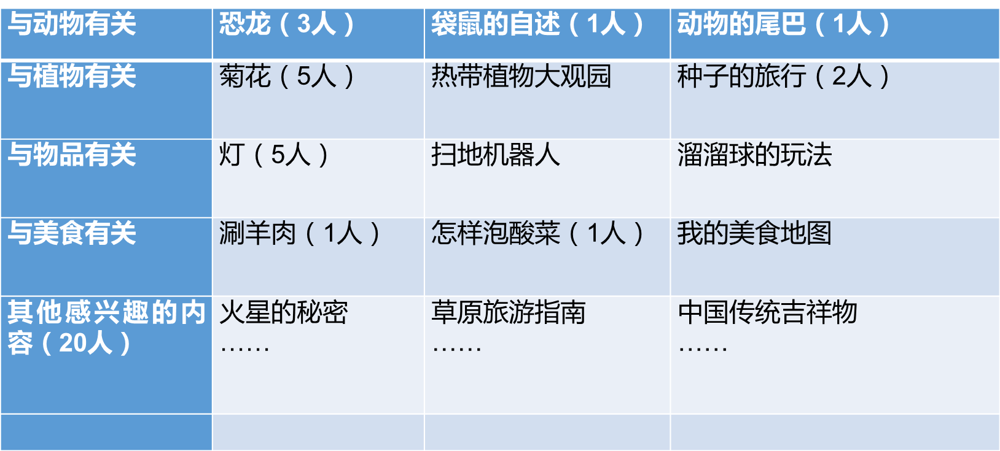 与动物有关 恐龙（3人） 袋鼠的自述（1人） 动物的尾巴（1人）
与植物有关 菊花（5人） 热带植物大观园 种子的旅行（2人）
与物品有关 灯（5人） 扫地机器人 溜溜球的玩法
与美食有关 涮羊肉（1人） 怎样泡酸菜（1人） 我的美食地图
其他感兴趣的内 火星的秘密 草原旅游指南 中国传统吉祥物
容（20人） …… …… ……